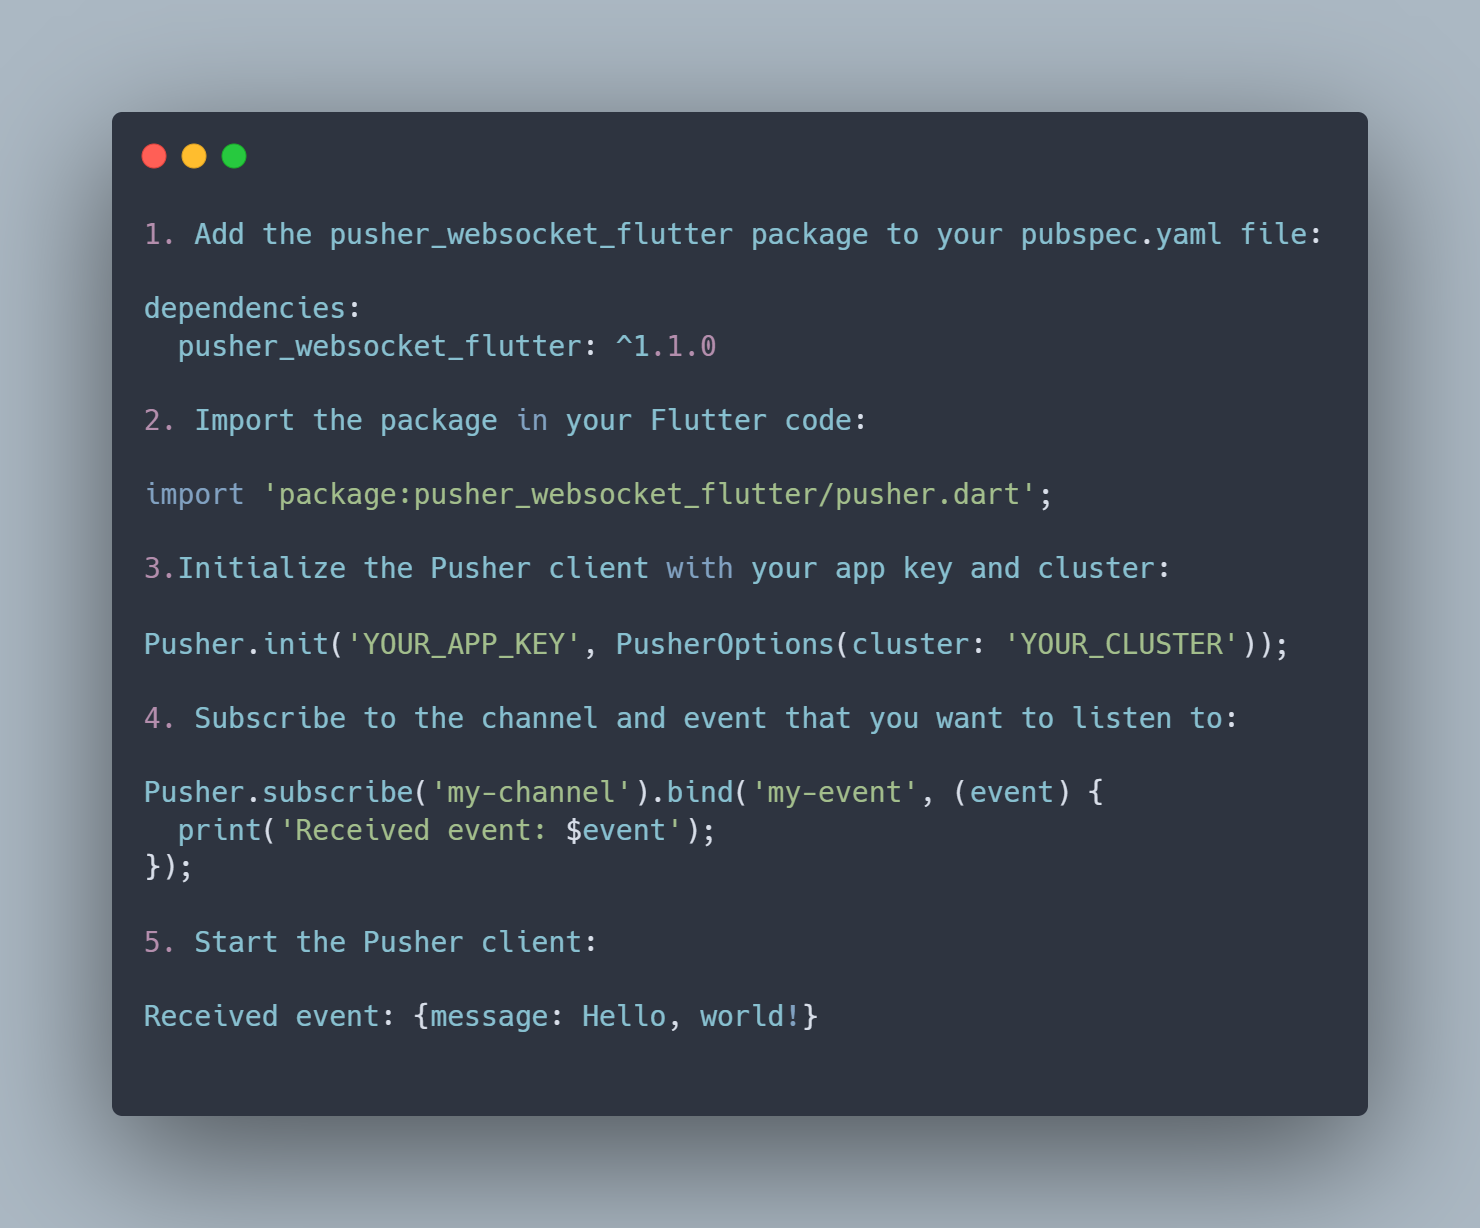 1. Add the pusher_websocket_flutter package to your pubspec.yaml file:
dependencies:
  pusher_websocket_flutter: ^1.1.0
2. Import the package in your Flutter code:
import 'package:pusher_websocket_flutter/pusher.dart';
3.Initialize the Pusher client with your app key and cluster:
Pusher.init('YOUR_APP_KEY', PusherOptions(cluster: 'YOUR_CLUSTER'));
4. Subscribe to the channel and event that you want to listen to:
Pusher.subscribe('my-channel').bind('my-event', (event) {
  print('Received event: $event');
});
5. Start the Pusher client:
Received event: {message: Hello, world!}